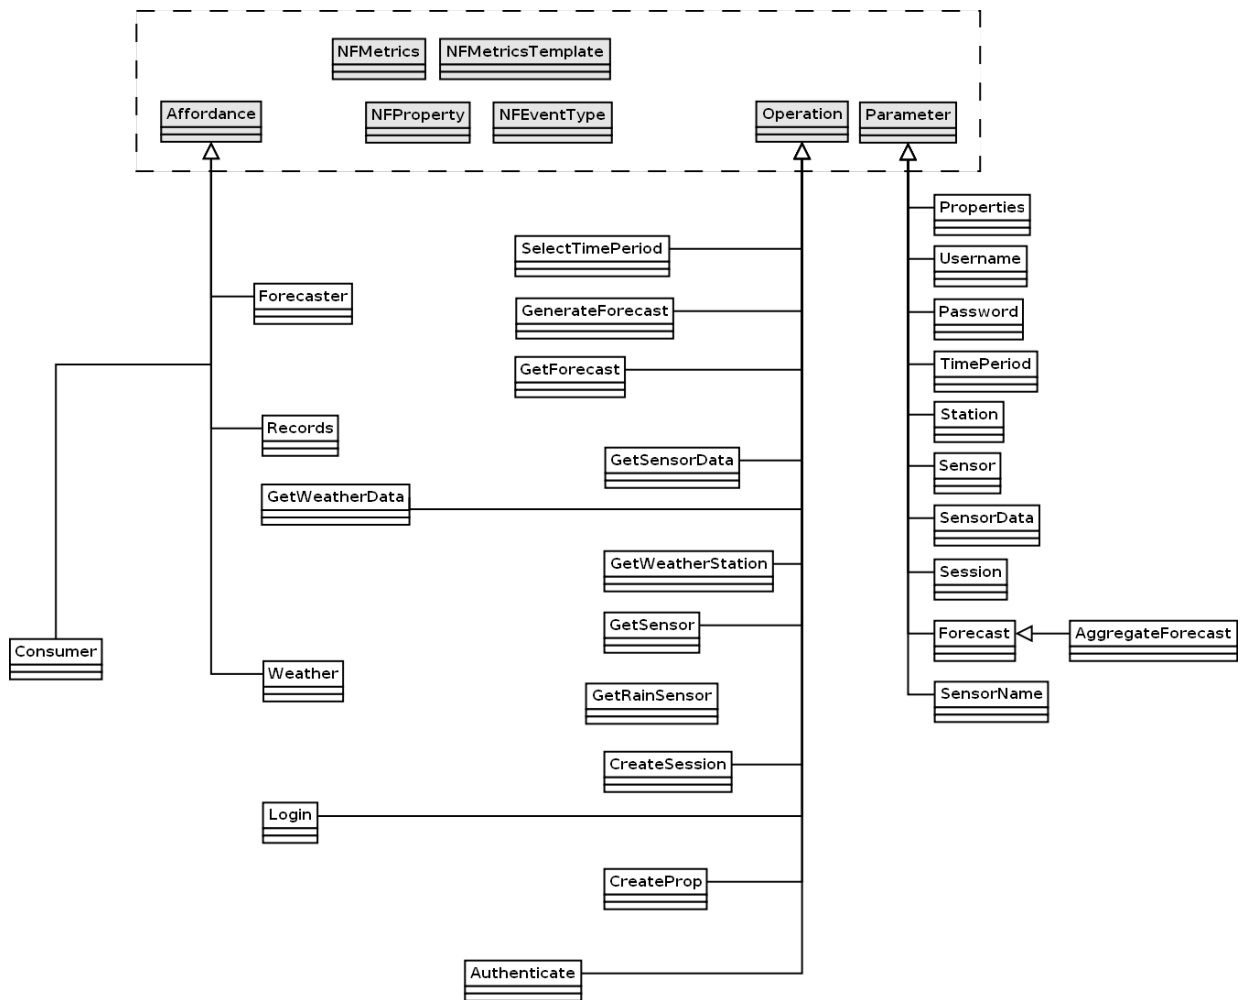 NFMetrics
NFMetricsTemplate
Affordance
NFProperty
NFEventType
Operation
Parameter
Properties
SelectTimePeriod
Username
Forecaster
GenerateForecast
Password
GetForecast
TimePeriod
Records
Station
GetSensorData
Sensor
GetWeatherData
SensorData
GetWeatherStation
Session
GetSensor
Forecast
AggregateForecast
Consumer
Weather
GetRainSensor
SensorName
CreateSession
Login
CreateProp
Authenticate